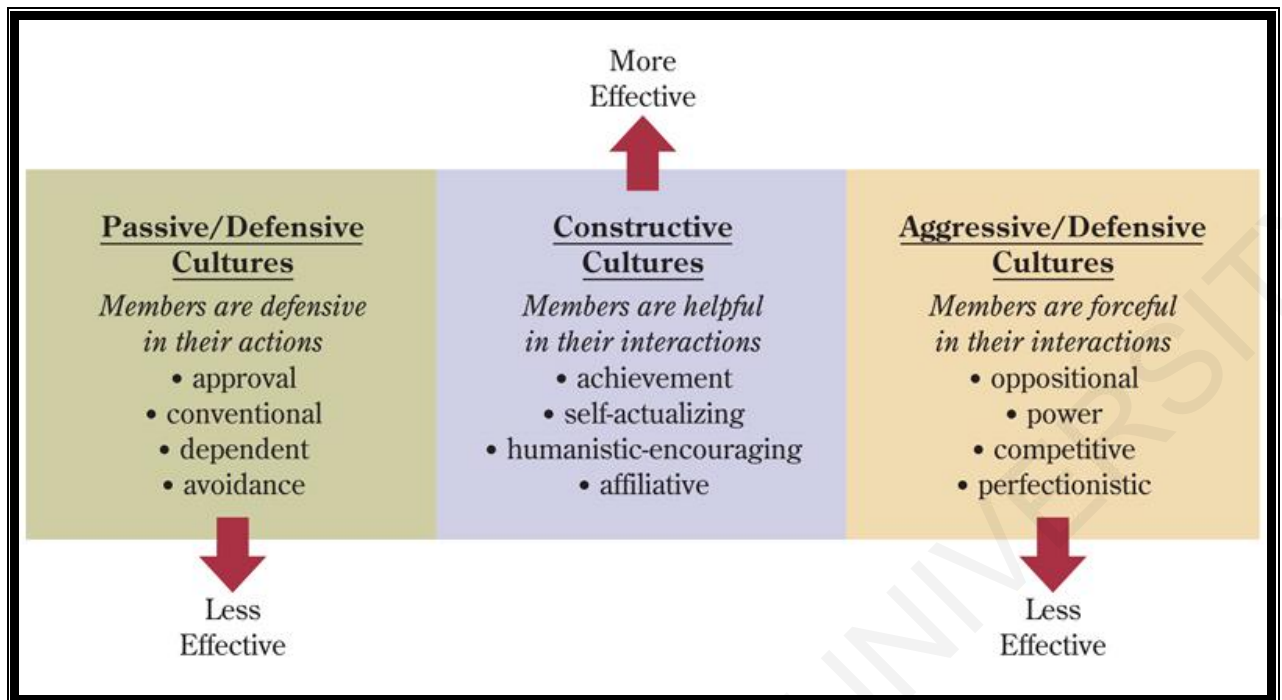 More
Effective
Passive/Defensive
Cultures
Members are defensive
in their actions
• approval
• conventional
• dependent
• avoidance
Less
Effective
Constructive
Cultures
Members are helpful
in their interactions
• achievement
• self-actualizing
• humanistic-encouraging
• affiliative
Aggressive/Defensive
Cultures
Members are forceful
in their interactions
• oppositional
• power
• competitive
• perfectionistic
Less
Effective
UNIVERSIT